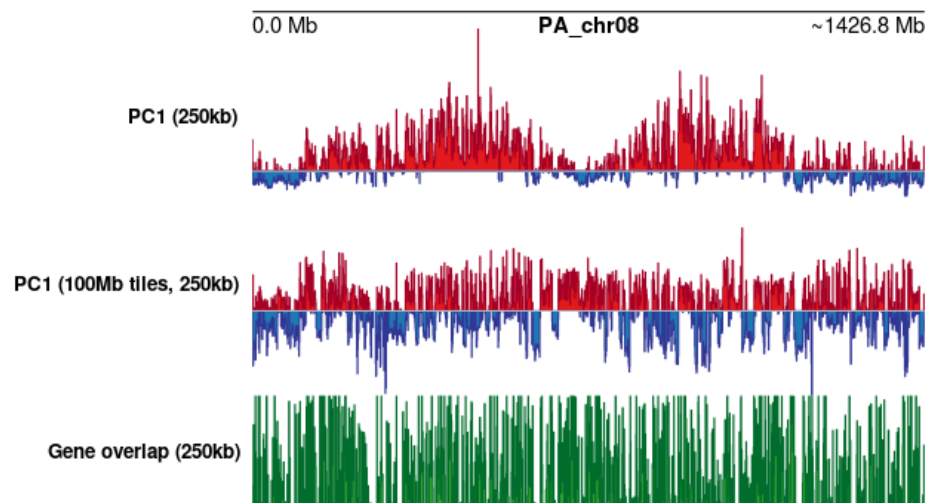 0.0 Mb PA_chr08 ~1426.8 Mb
PC1 (250kb)
PC1 (100Mb tiles, 250kb)
Gene overlap (250kb)